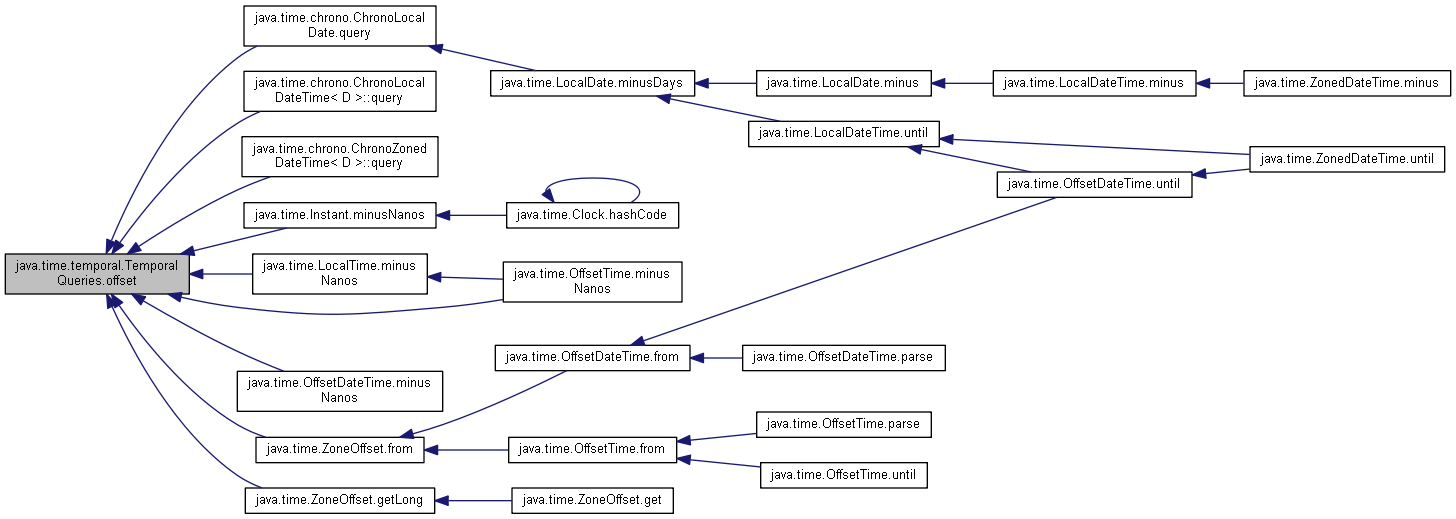 java.time.chrono.ChronoLocal
Date.query
java.time.chrono.ChronoLocal
DateTime< D >::query
java.time.chrono.ChronoZoned
DateTime< D >::query
java.time.Instant.minusNanos
java.time.Clock.hashCode
java.time.temporal.Temporal
Queries.offset
java.time.LocalTime.minus
Nanos
java.time.OffsetTime.minus
Nanos
java.time.LocalDate.minusDays
java.time.LocalDate.minus
java.time.LocalDateTime.minus
java.time.ZonedDateTime.minus
java.time.LocalDateTime.until
java.time.ZonedDateTime.until
java.time.OffsetDateTime.until
java.time.OffsetDateTime.from
java.time.OffsetDateTime.parse
java.time.OffsetDateTime.minus
Nanos
java.time.ZoneOffset.from
java.time.OffsetTime.from
java.time.OffsetTime.parse
java.time.OffsetTime.until
java.time.ZoneOffset.getLong
java.time.ZoneOffset.get